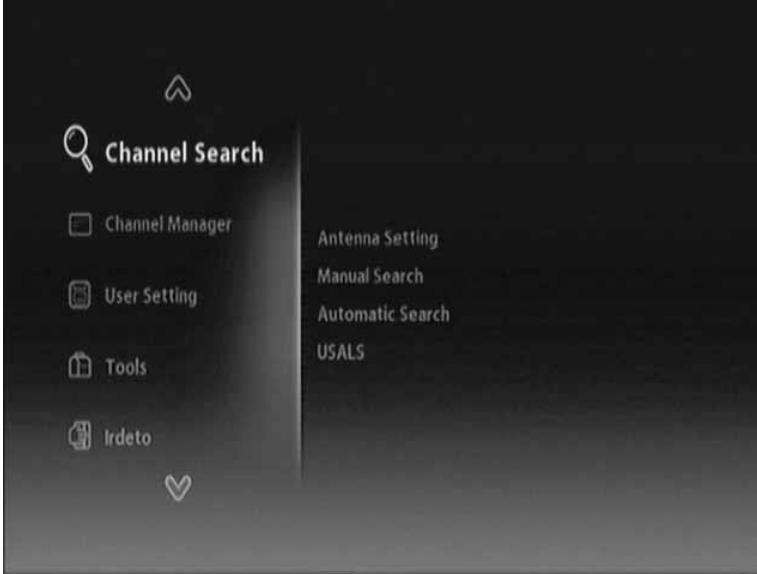 Channel Search
Channel Manager
User Setting
Tools
Irdeto
Antenna Setting
Manual Search
Automatic Search
USALS